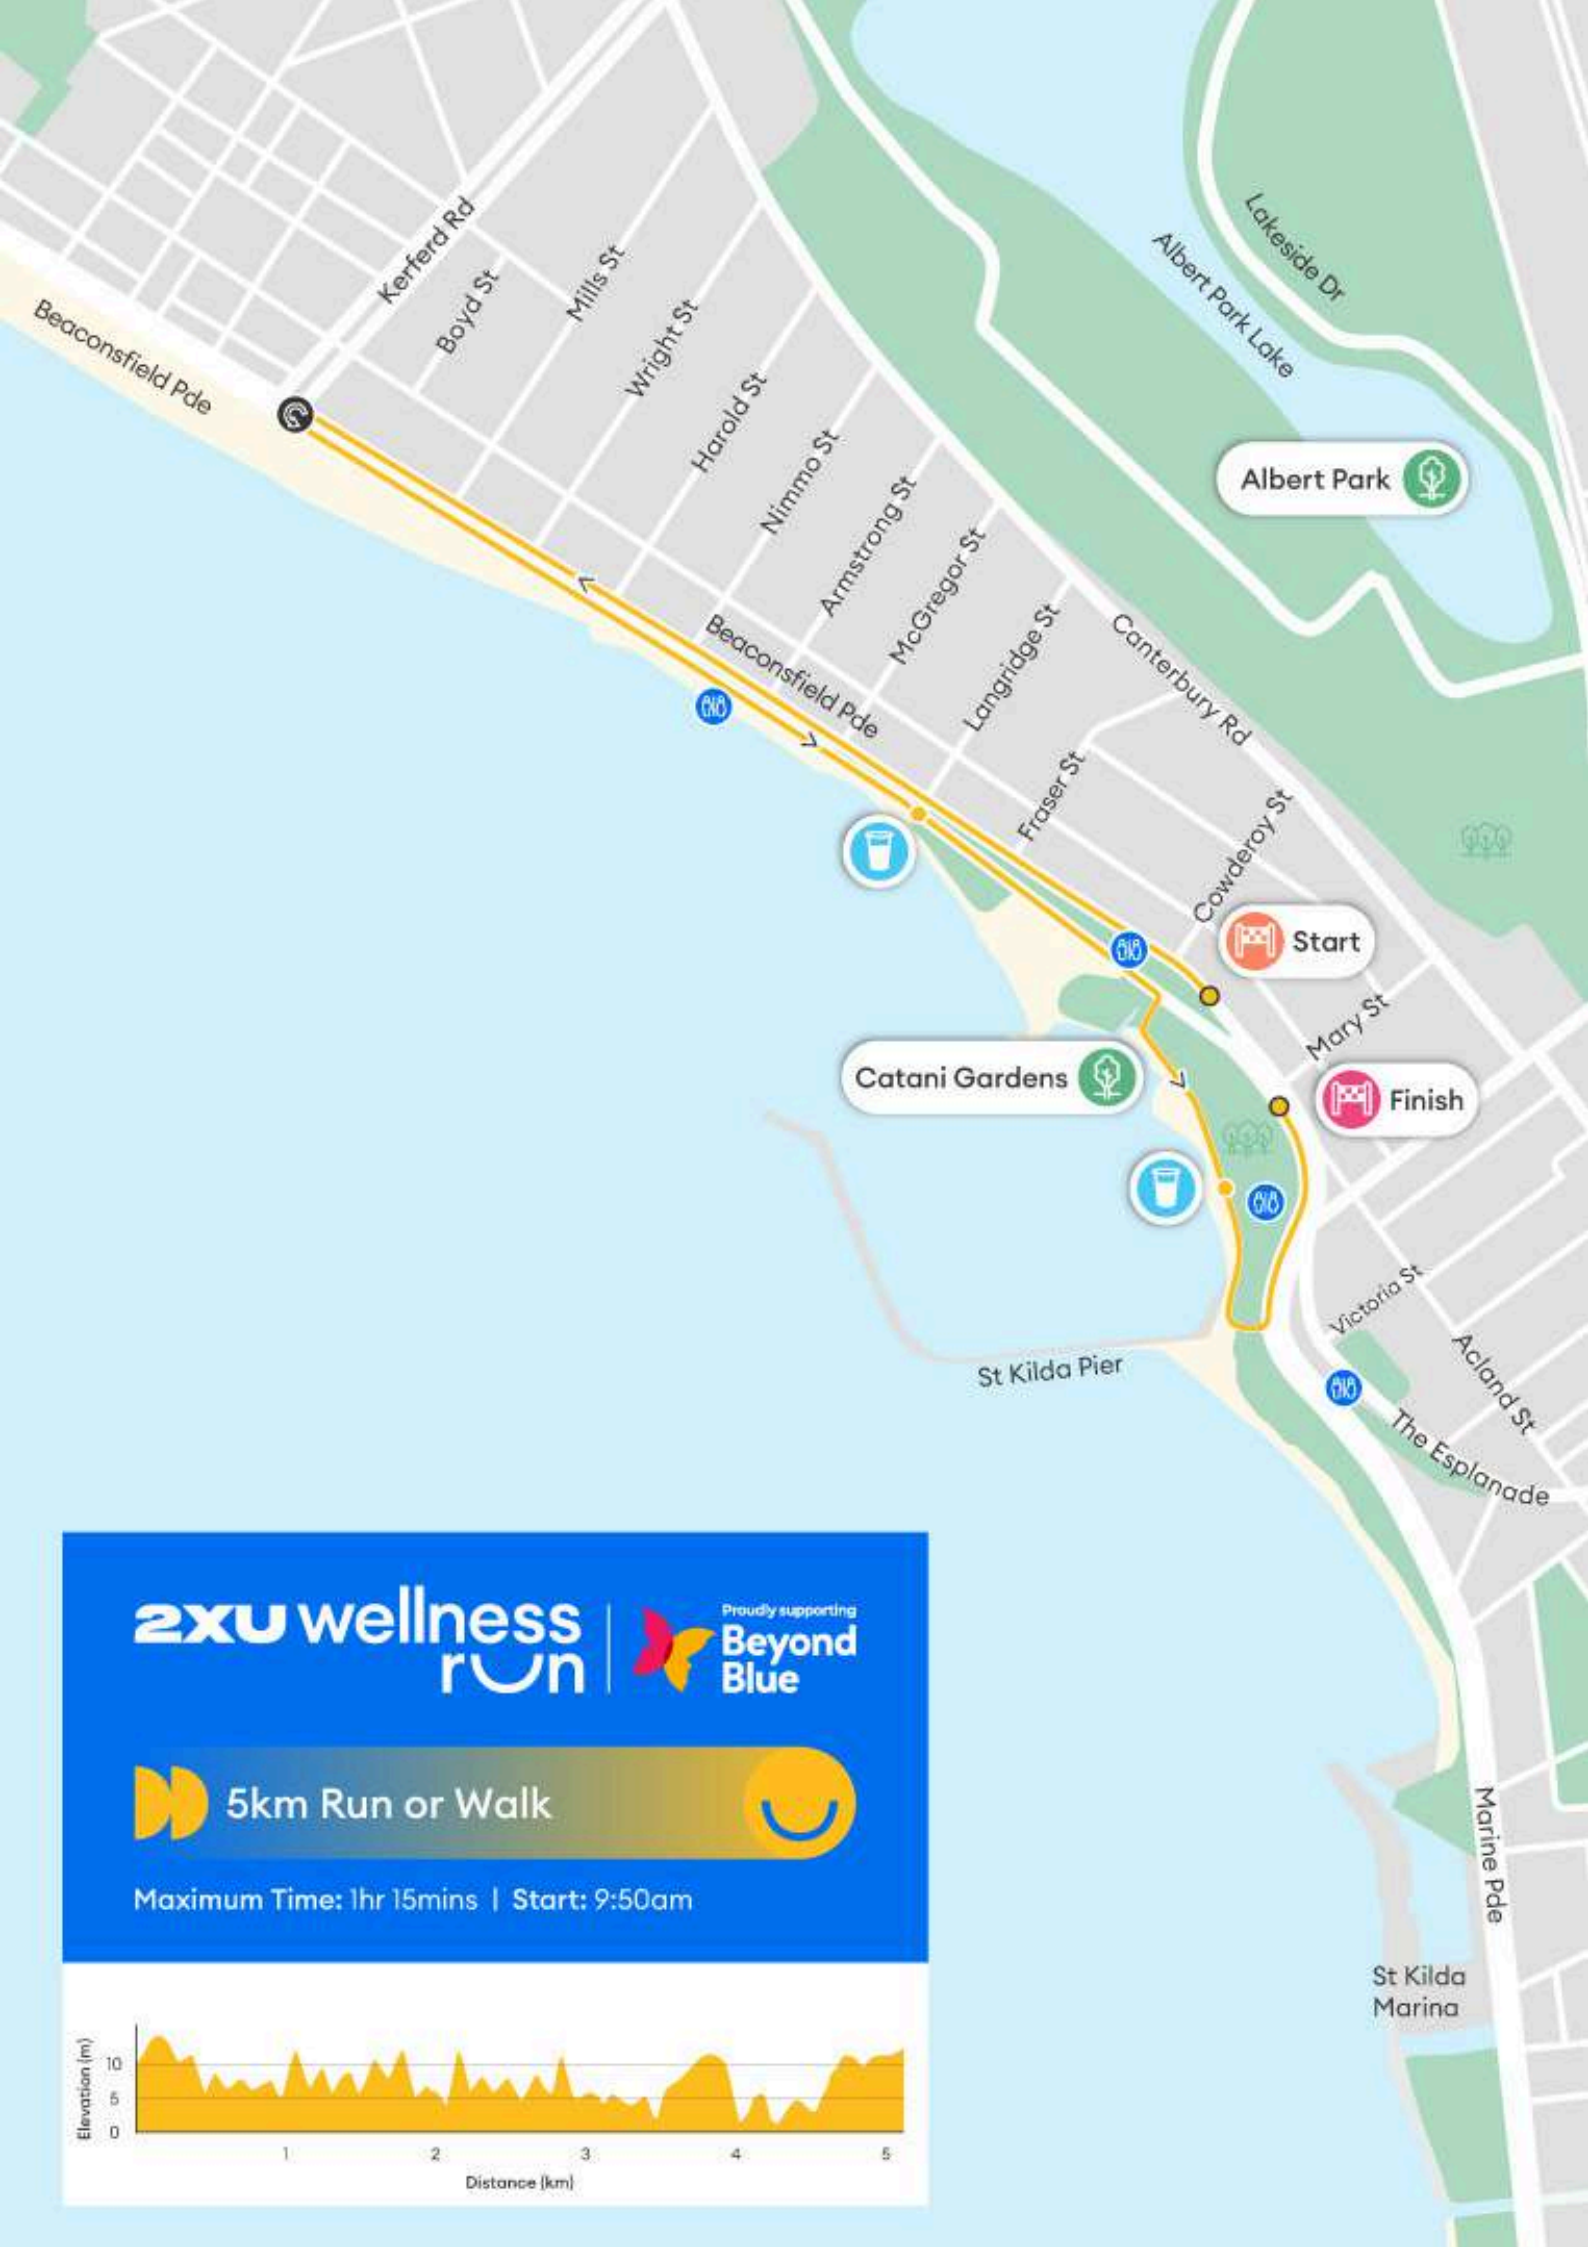 Kerferd Rd
Boyd St
Mills St
Wright St
Harold St
Nimmo St
Armstrong St
McGregor St
Langridge St
Fraser St
Cowderoy St
Canterbury Rd
Lakeside Dr
Albert Park Lake
Albert Park
Beaconsfield Pde
Beaconsfield Pde
Start
Mary St
Catani Gardens
Finish
St Kilda Pier
Victoria St
Acland St
The Esplanade
Marine Pde
St Kilda
Marina
2XU wellness
run
Proudly supporting
Beyond
Blue
5km Run or Walk
Maximum Time: 1hr 15mins | Start: 9:50am
Elevation (m)
10
5
0
1 2 3 4 5
Distance (km)